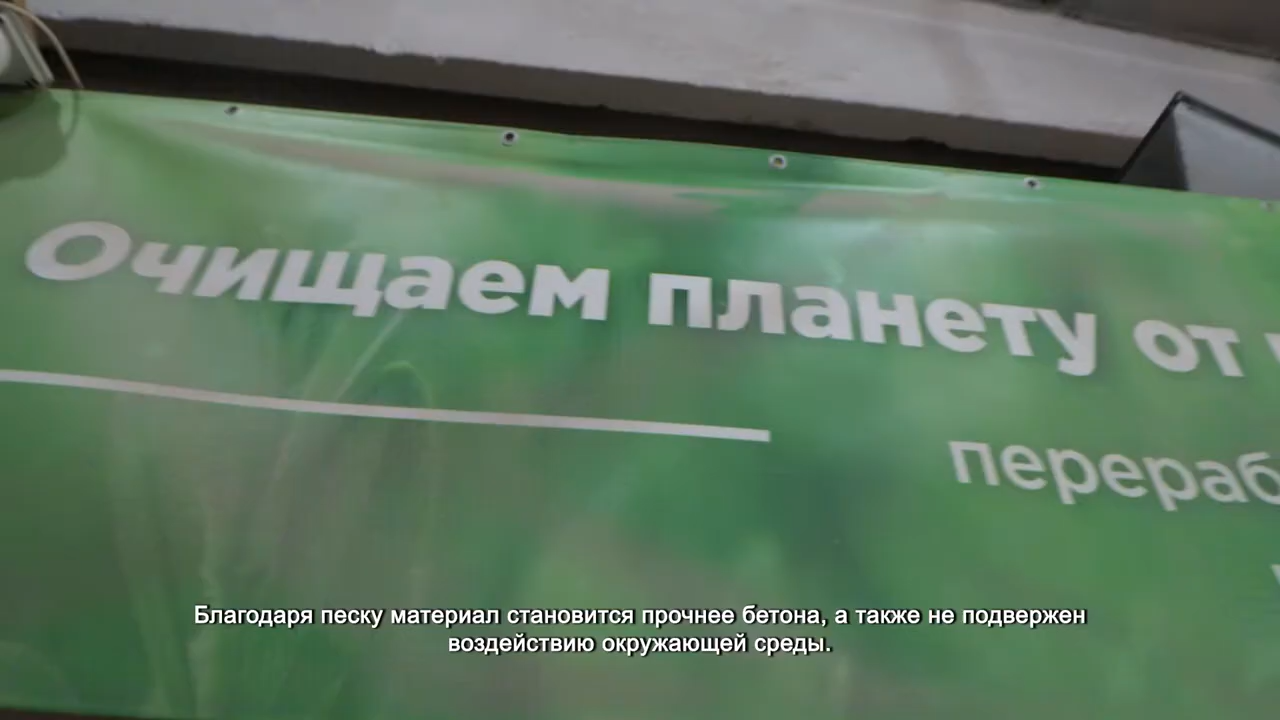 Очищаем планету от
перераб
Благодаря песку материал становится прочнее бетона, а также не подвержен
воздействию окружающей среды.